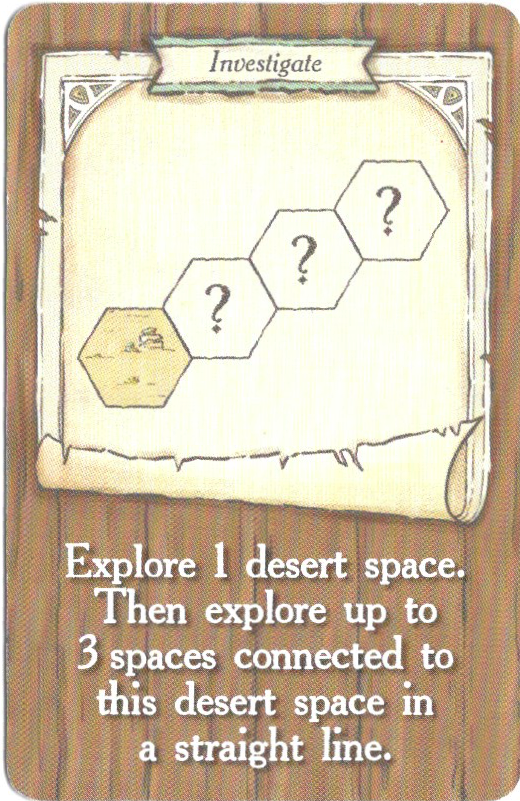 Investigate
?
?
?
Explore 1 desert space.
Then explore up to
3 spaces connected to
this desert space in
a straight line.